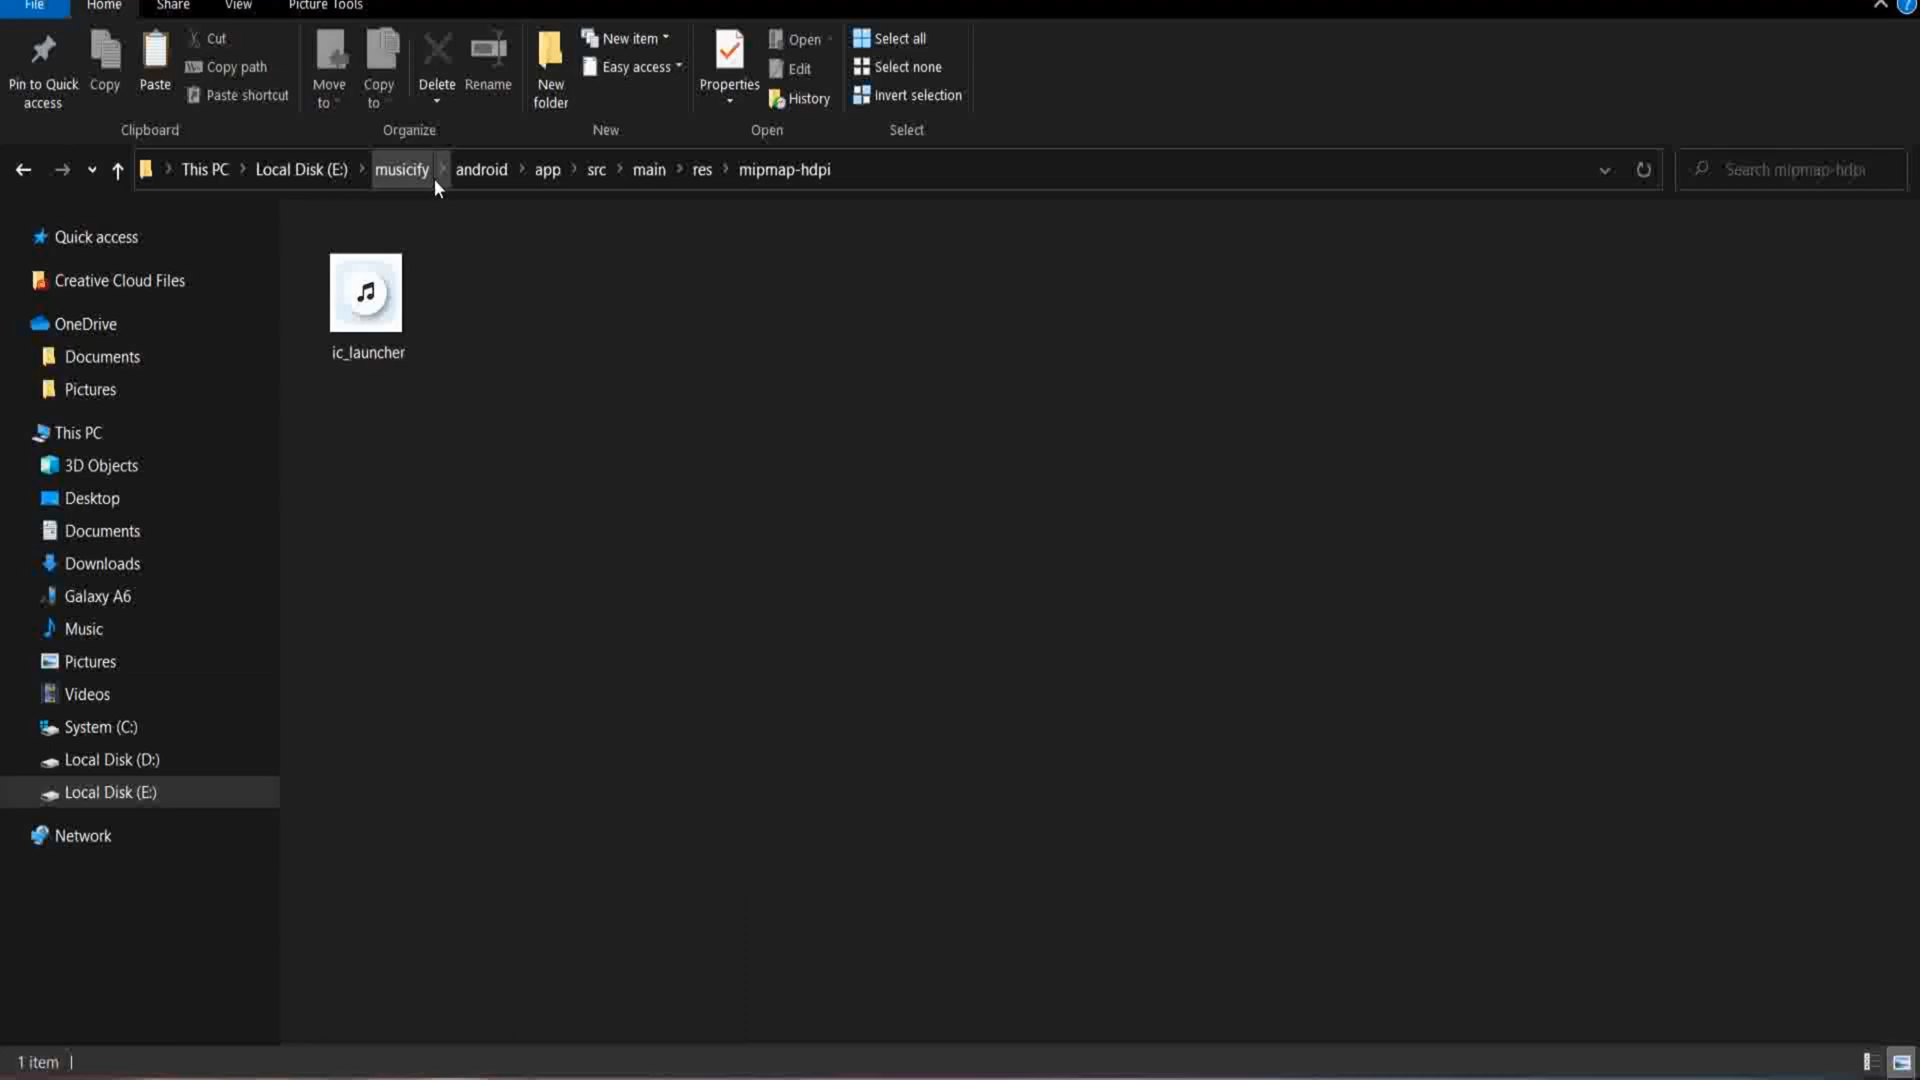 File Home Share View Picture Tools
Pin to Quick access
Copy
Paste
Cut
Copy path
Paste shortcut
Move to
Copy to
Delete
Rename
New folder
New item
Easy access
Properties
Open
Edit
History
Select all
Select none
Invert selection
Clipboard Organize New Open Select
This PC Local Disk (E:) musicify android app src main res mipmap-hdpi
Search mipmap-hdpi
Quick access
Creative Cloud Files
OneDrive
Documents
Pictures
This PC
3D Objects
Desktop
Documents
Downloads
Galaxy A6
Music
Pictures
Videos
System (C:)
Local Disk (D:)
Local Disk (E:)
Network
ic_launcher
1 item